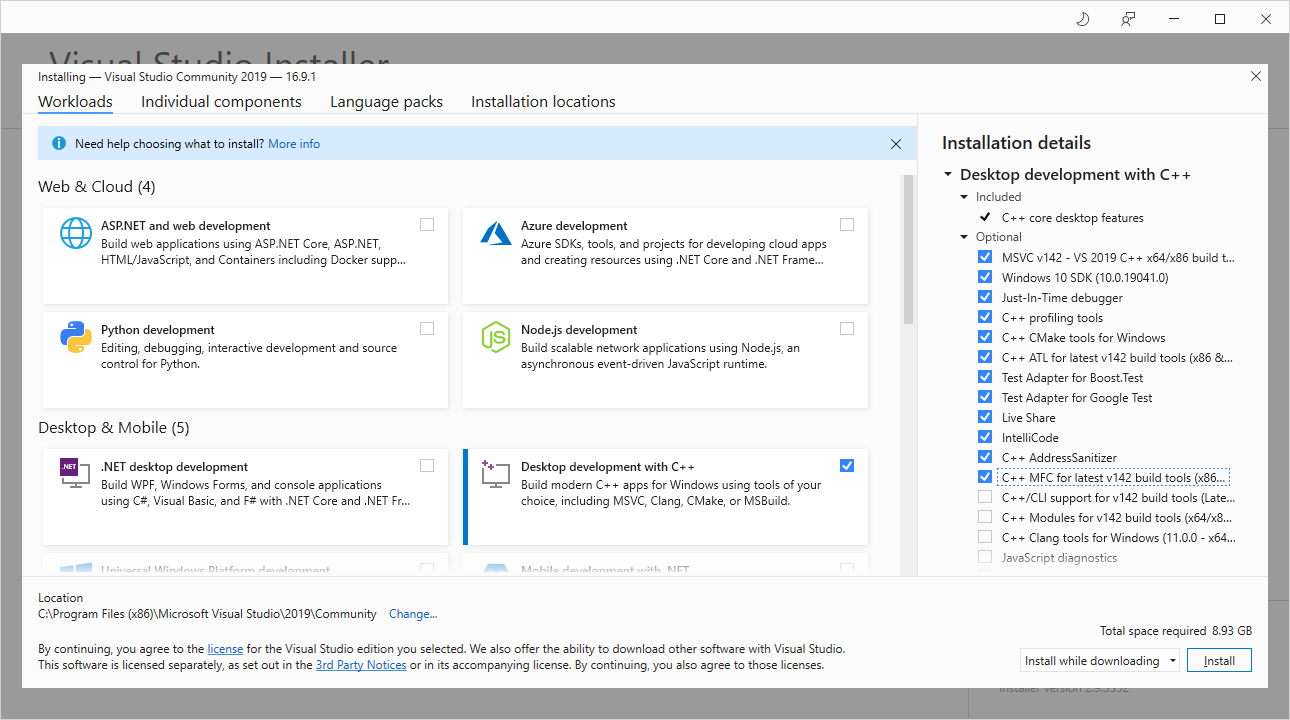 Visual Studio Installer
Installing — Visual Studio Community 2019 — 16.9.1
Workloads
Individual components
Language packs
Installation locations
Need help choosing what to install? More info
Web & Cloud (4)
ASP.NET and web development
Build web applications using ASP.NET Core, ASP.NET,
HTML/JavaScript, and Containers including Docker supp...
Azure development
Azure SDKs, tools, and projects for developing cloud apps
and creating resources using .NET Core and .NET Frame...
Python development
Editing, debugging, interactive development and source
control for Python.
JS
Node.js development
Build scalable network applications using Node.js, an
asynchronous event-driven JavaScript runtime.
Desktop & Mobile (5)
.NET
.NET desktop development
Build WPF, Windows Forms, and console applications
using C#, Visual Basic, and F# with .NET Core and .NET Fr...
Desktop development with C++
Build modern C++ apps for Windows using tools of your
choice, including MSVC, Clang, CMake, or MSBuild.
Universal Windows Platform development
Mobile development with .NET
Installation details
Desktop development with C++
Included
C++ core desktop features
Optional
MSVC v142 - VS 2019 C++ x64/x86 build t...
Windows 10 SDK (10.0.19041.0)
Just-In-Time debugger
C++ profiling tools
C++ CMake tools for Windows
C++ ATL for latest v142 build tools (x86 &...
Test Adapter for Boost.Test
Test Adapter for Google Test
Live Share
IntelliCode
C++ AddressSanitizer
C++ MFC for latest v142 build tools (x86...
C++/CLI support for v142 build tools (Late...
C++ Modules for v142 build tools (x64/x8...
C++ Clang tools for Windows (11.0.0 - x64...
JavaScript diagnostics
Location
C:\Program Files (x86)\Microsoft Visual Studio\2019\Community Change...
By continuing, you agree to the license for the Visual Studio edition you selected. We also offer the ability to download other software with Visual Studio.
This software is licensed separately, as set out in the 3rd Party Notices or in its accompanying license. By continuing, you also agree to those licenses.
Total space required 8.93 GB
Install while downloading
Install
Installer version